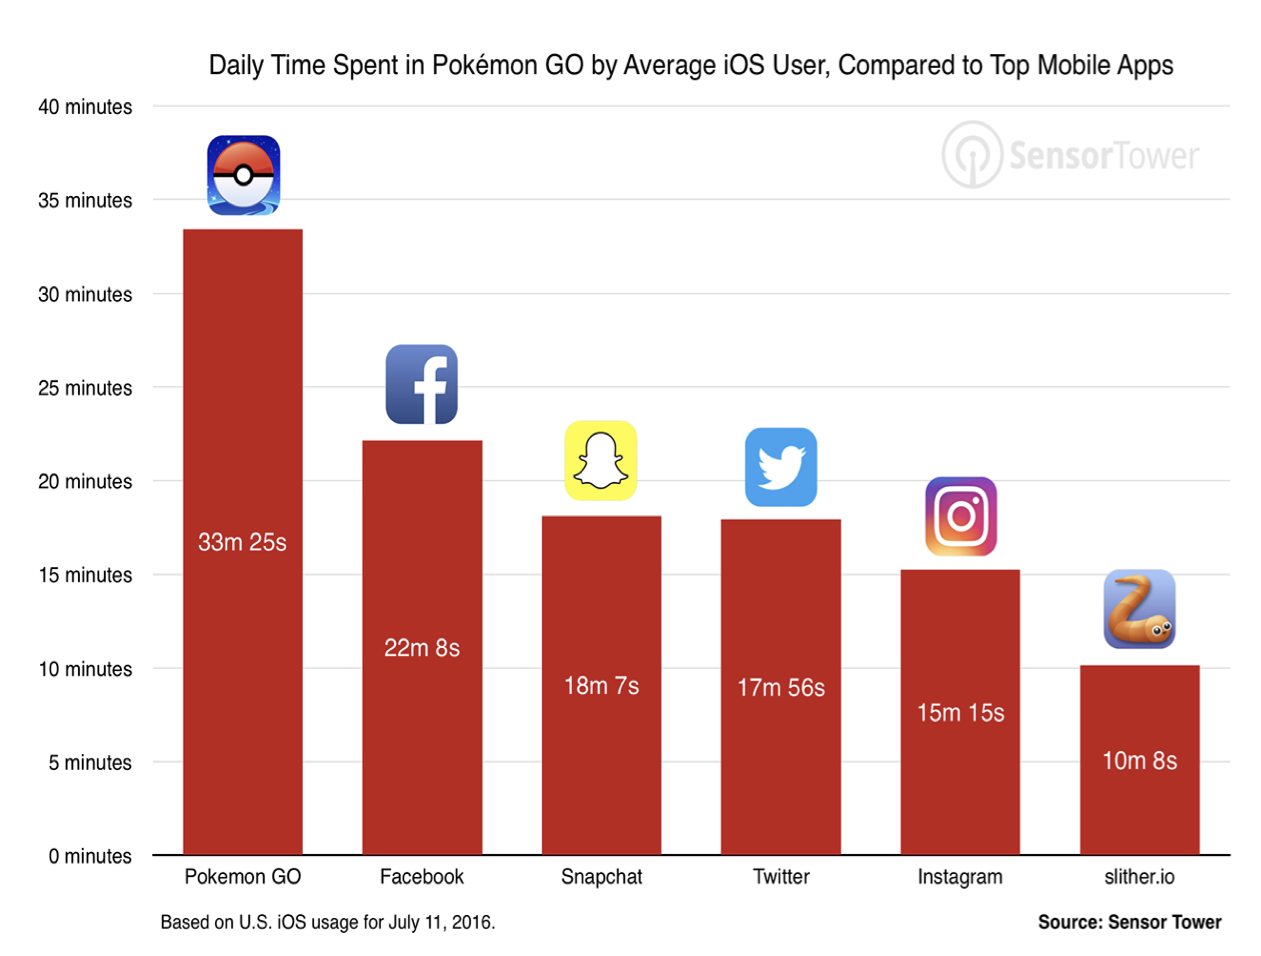 Daily Time Spent in Pokémon GO by Average iOS User, Compared to Top Mobile Apps
40 minutes
SensorTower
35 minutes
30 minutes
25 minutes
20 minutes
15 minutes
10 minutes
5 minutes
0 minutes
33m 25s
22m 8s
18m 7s
17m 56s
15m 15s
10m 8s
Pokemon GO
Facebook
Snapchat
Twitter
Instagram
slither.io
Based on U.S. iOS usage for July 11, 2016.
Source: Sensor Tower